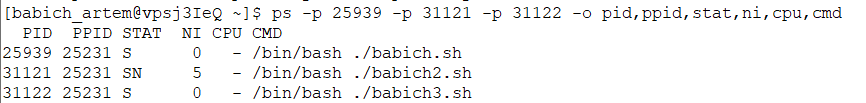 [babich_artem@vpsj3IeQ ~]$ ps -p 25939 -p 31121 -p 31122 -o pid,ppid,stat,ni,cpu,cmd
PID PPID STAT NI CPU CMD
25939 25231 S 0 - /bin/bash ./babich.sh
31121 25231 SN 5 - /bin/bash ./babich2.sh
31122 25231 S 0 - /bin/bash ./babich3.sh